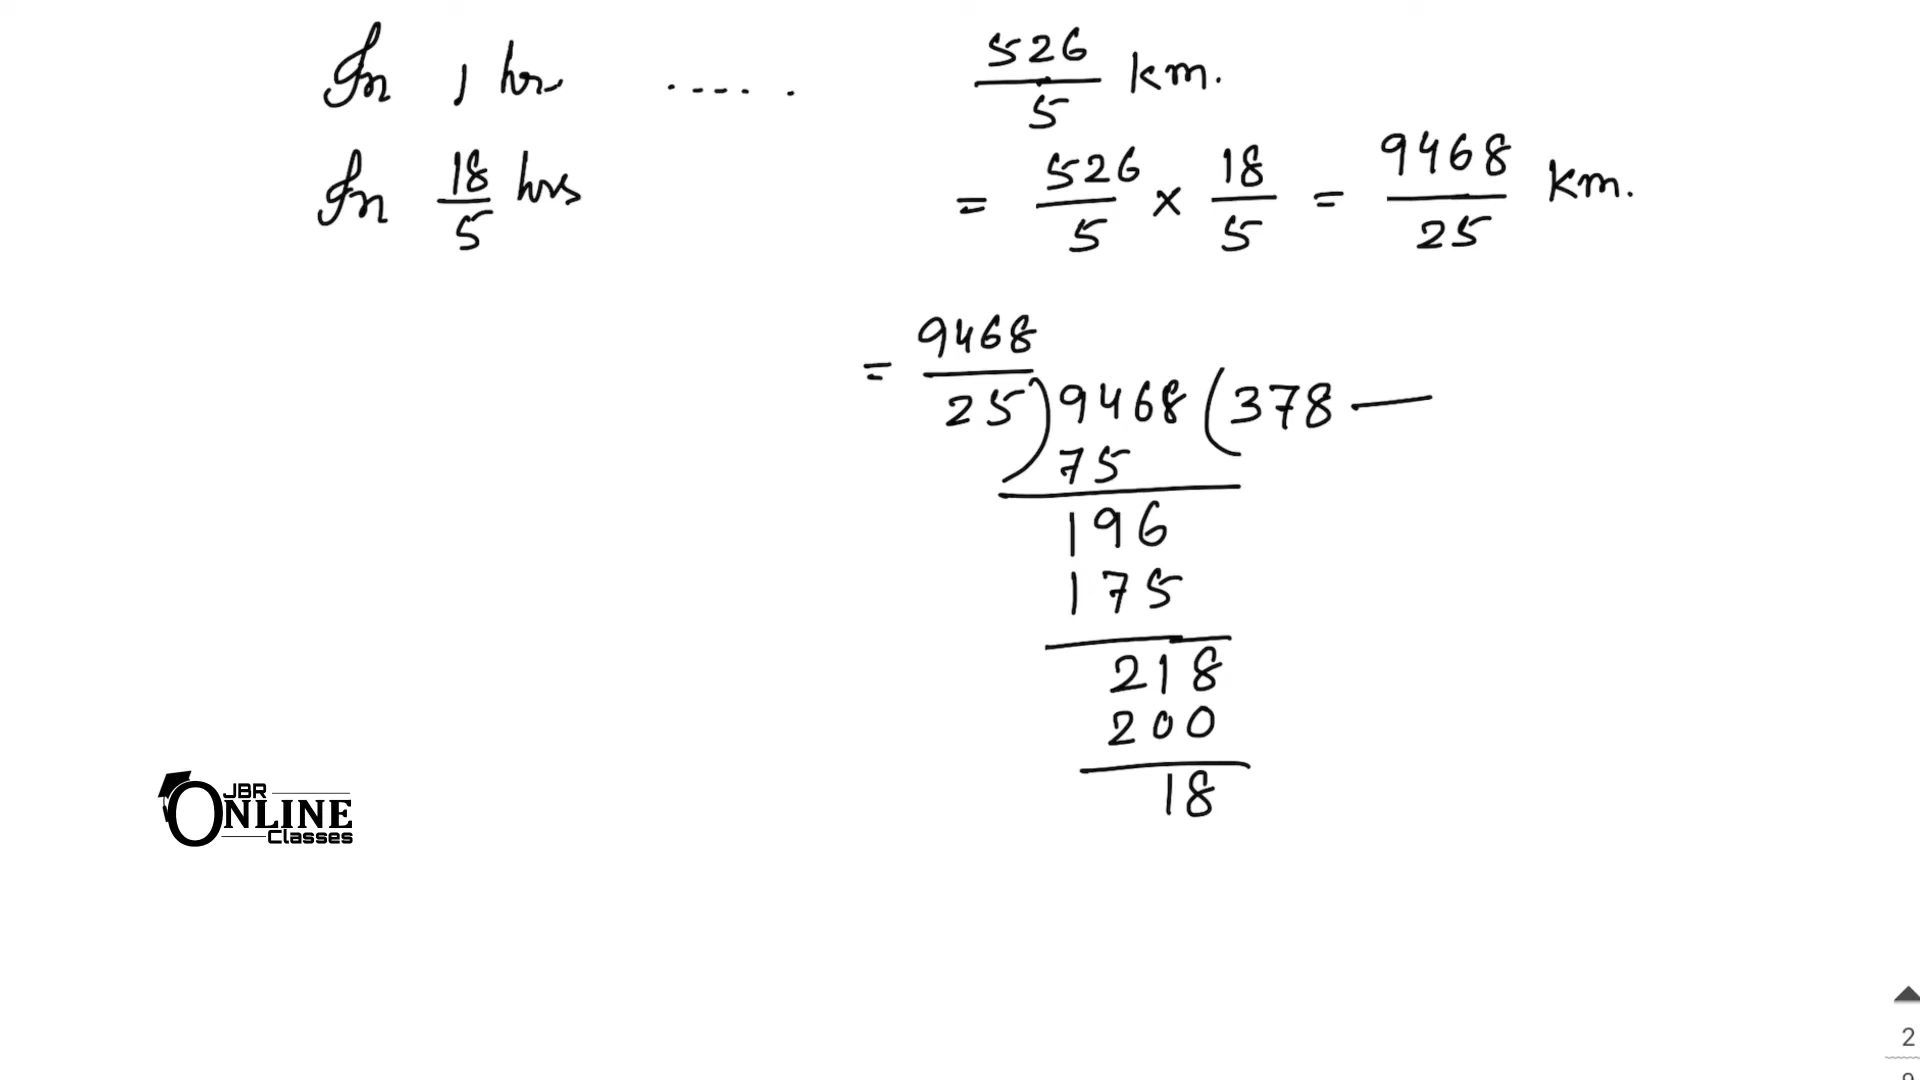 In 1 hr ..... 526/5 km.
In 18/5 hrs = 526/5 × 18/5 = 9468/25 km.
= 9468/25 ) 9468 ( 378 —
75
196
175
218
200
18
JBR
ONLINE
Classes
2